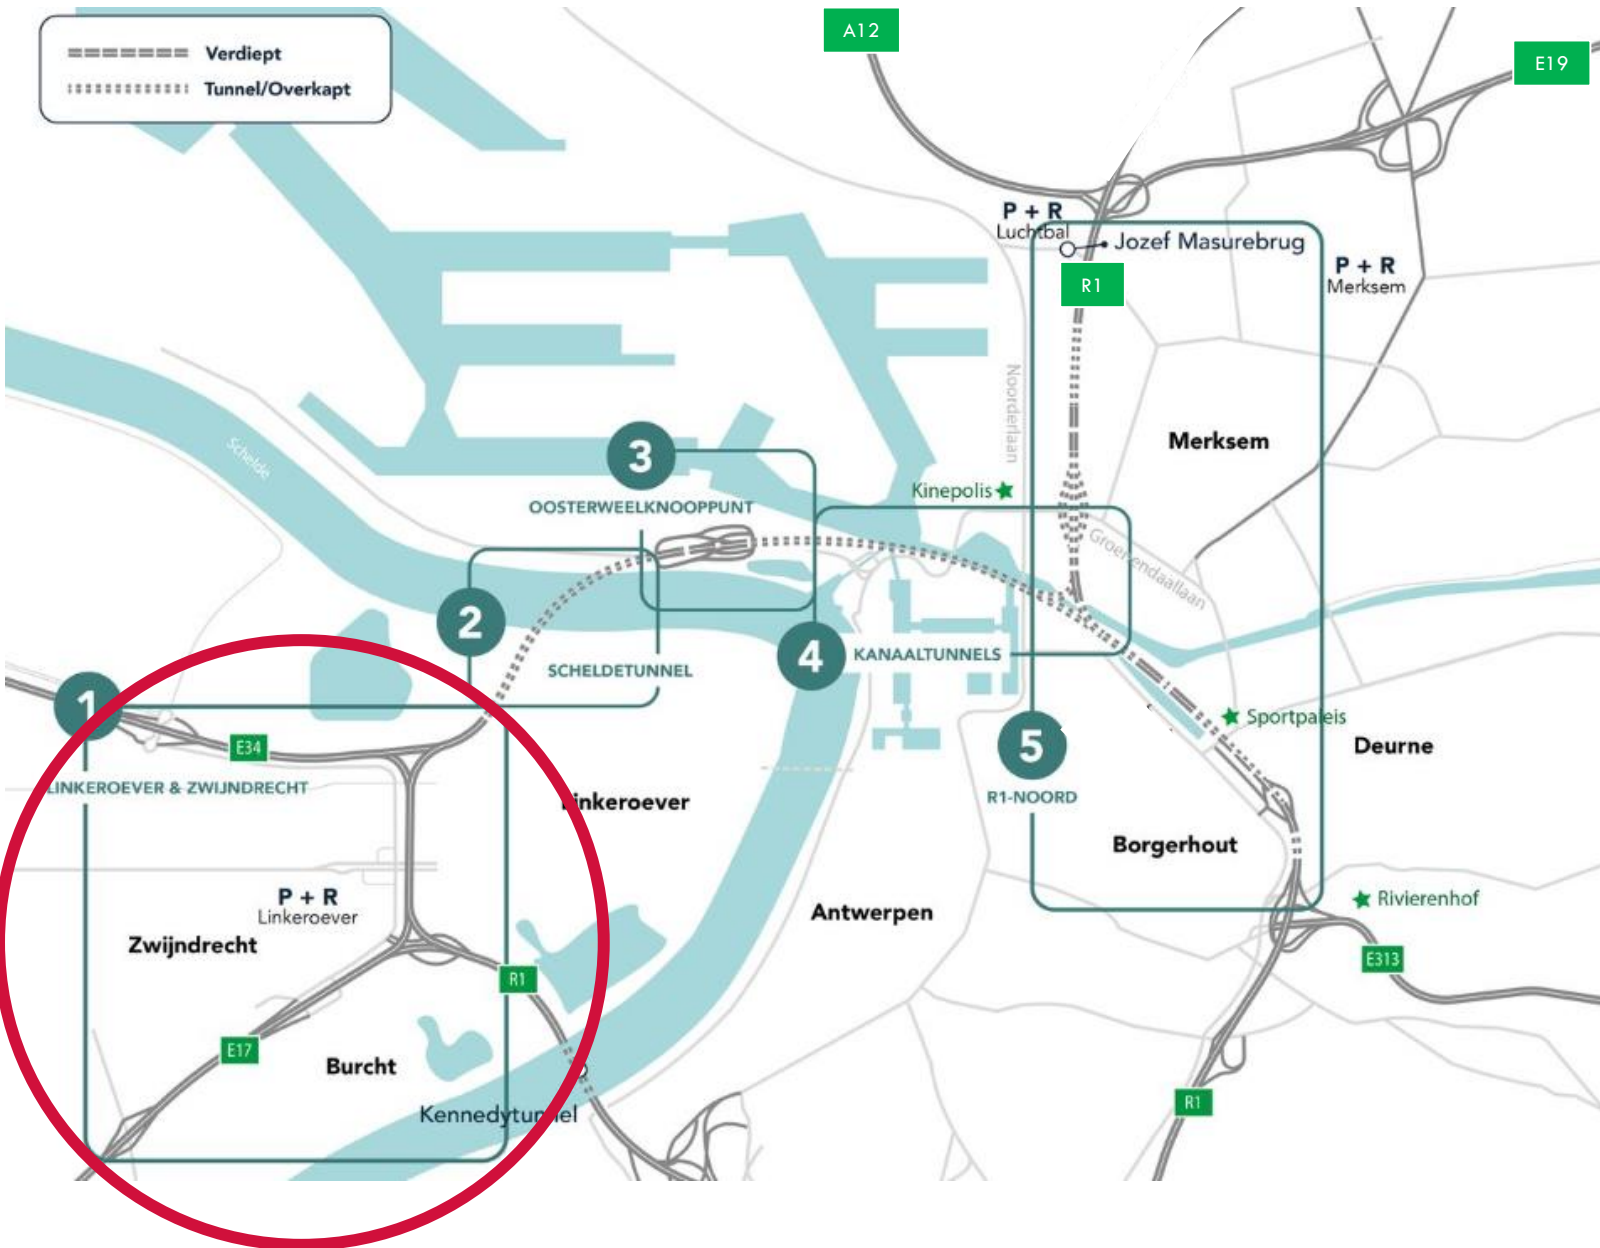 Verdiept
Tunnel/Overkapt
A12
E19
P + R
Luchtbal
Jozef Masurebrug
R1
P + R
Merksem
Noorderlaan
Merksem
Schelde
3
OOSTERWEELKNOOPPUNT
Kinepolis
Groenendaallaan
2
SCHELDETUNNEL
4
KANAALTUNNELS
1
E34
LINKEROEVER & ZWIJNDRECHT
Linkeroever
5
R1-NOORD
Sportpaleis
Deurne
Borgerhout
P + R
Linkeroever
Zwijndrecht
Antwerpen
Rivierenhof
E313
R1
E17
Burcht
Kennedytunnel
R1